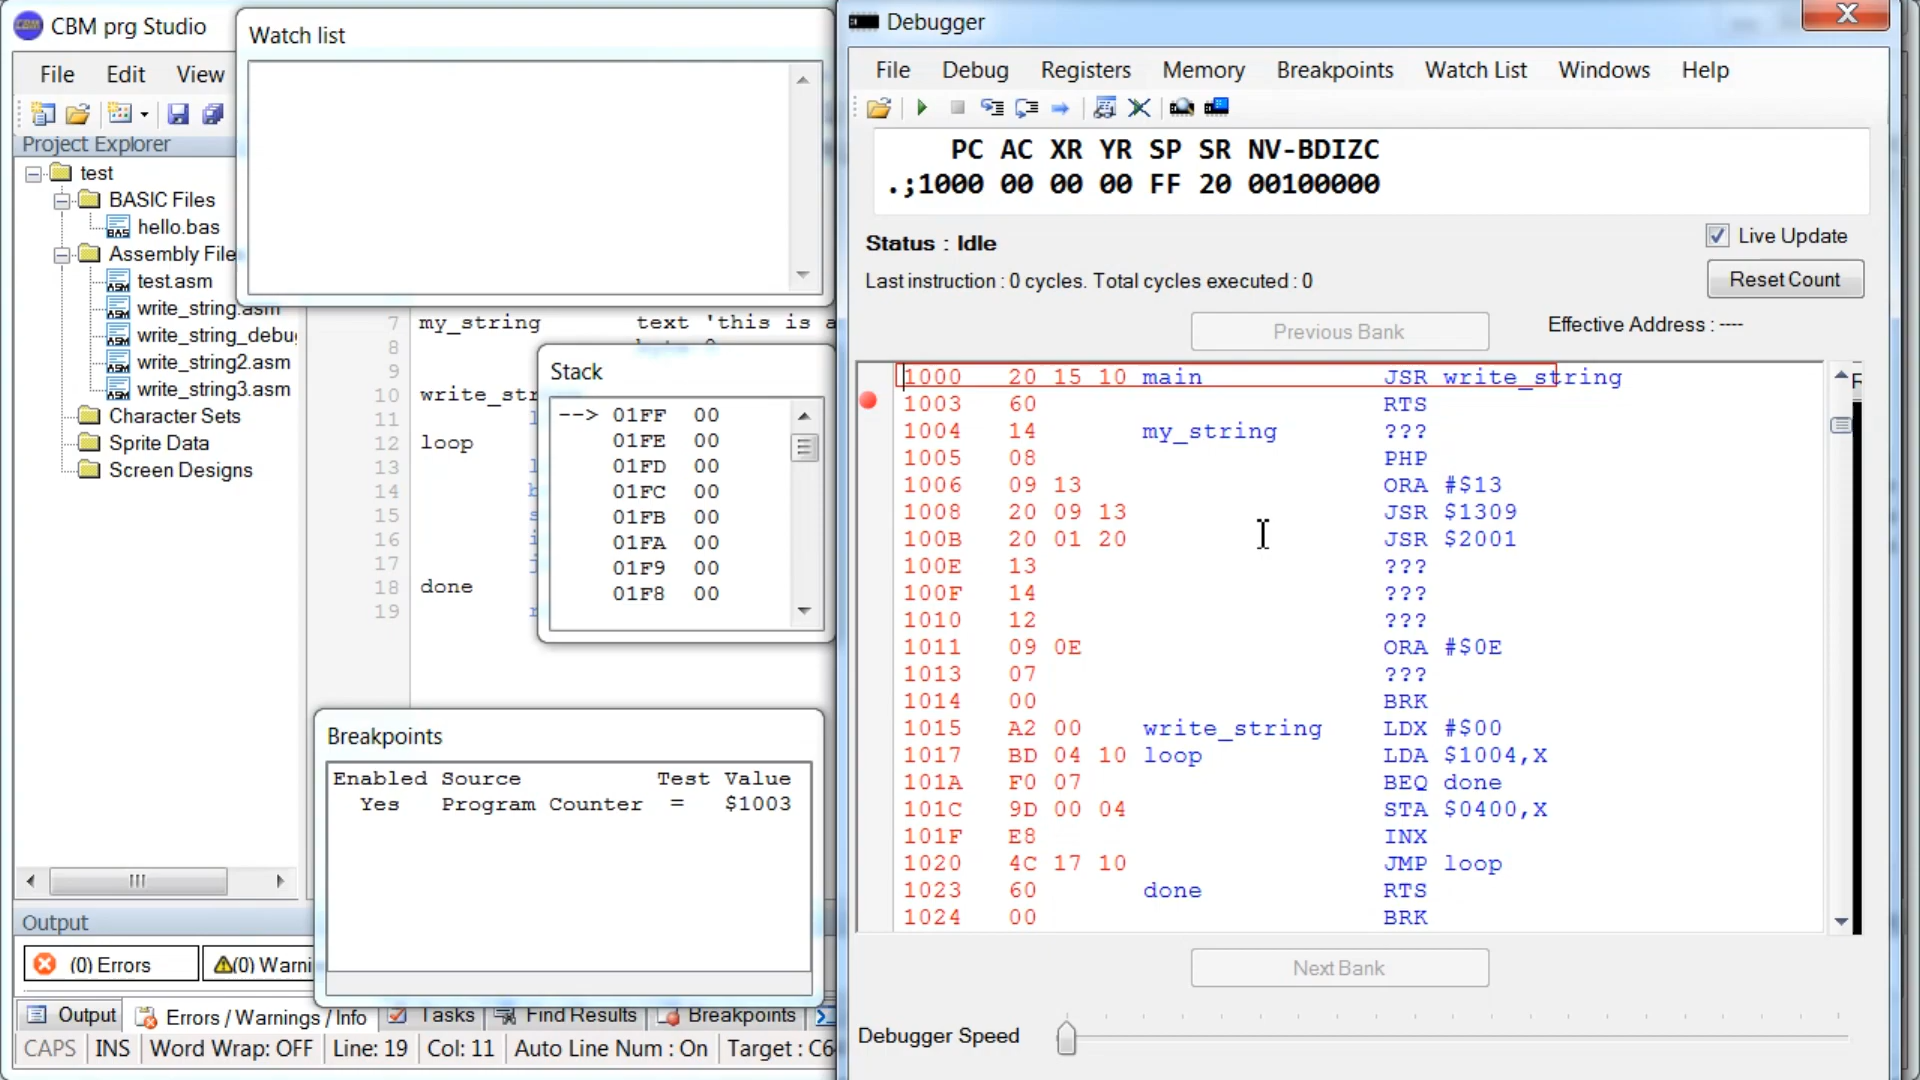 CBM prg Studio
File Edit View
Project Explorer
test
BASIC Files
hello.bas
Assembly File
test.asm
write_string.asm
write_string_debu
write_string2.asm
write_string3.asm
Character Sets
Sprite Data
Screen Designs
Watch list
7 my_string text 'this is a
8
9
10 write_str
11
12 loop
13
14
15
16
17
18 done
19
Stack
--> 01FF 00
01FE 00
01FD 00
01FC 00
01FB 00
01FA 00
01F9 00
01F8 00
Breakpoints
Enabled Source Test Value
Yes Program Counter = $1003
Output
(0) Errors
(0) Warni
Output Errors / Warnings / Info Tasks Find Results Breakpoints
CAPS INS Word Wrap: OFF Line: 19 Col: 11 Auto Line Num : On Target : C6
Debugger
File Debug Registers Memory Breakpoints Watch List Windows Help
PC AC XR YR SP SR NV-BDIZC
.;1000 00 00 00 FF 20 00100000
Status : Idle
Live Update
Last instruction : 0 cycles. Total cycles executed : 0
Reset Count
Previous Bank
Effective Address : ----
1000 20 15 10 main JSR write_string
1003 60 RTS
1004 14 my_string ???
1005 08 PHP
1006 09 13 ORA #$13
1008 20 09 13 JSR $1309
100B 20 01 20 JSR $2001
100E 13 ???
100F 14 ???
1010 12 ???
1011 09 0E ORA #$0E
1013 07 ???
1014 00 BRK
1015 A2 00 write_string LDX #$00
1017 BD 04 10 loop LDA $1004,X
101A F0 07 BEQ done
101C 9D 00 04 STA $0400,X
101F E8 INX
1020 4C 17 10 JMP loop
1023 60 done RTS
1024 00 BRK
Next Bank
Debugger Speed